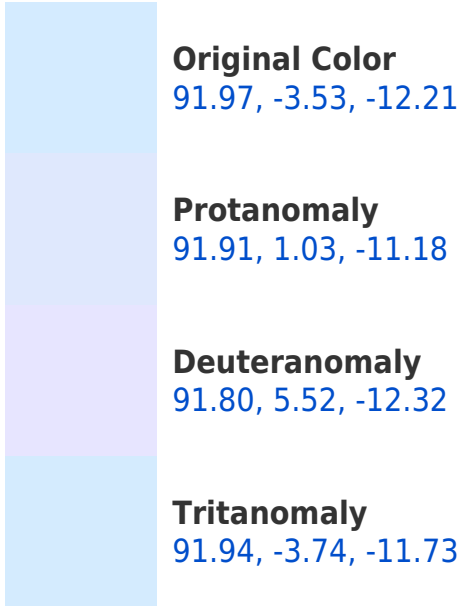 Original Color
91.97, -3.53, -12.21
Protanomaly
91.91, 1.03, -11.18
Deuteranomaly
91.80, 5.52, -12.32
Tritanomaly
91.94, -3.74, -11.73